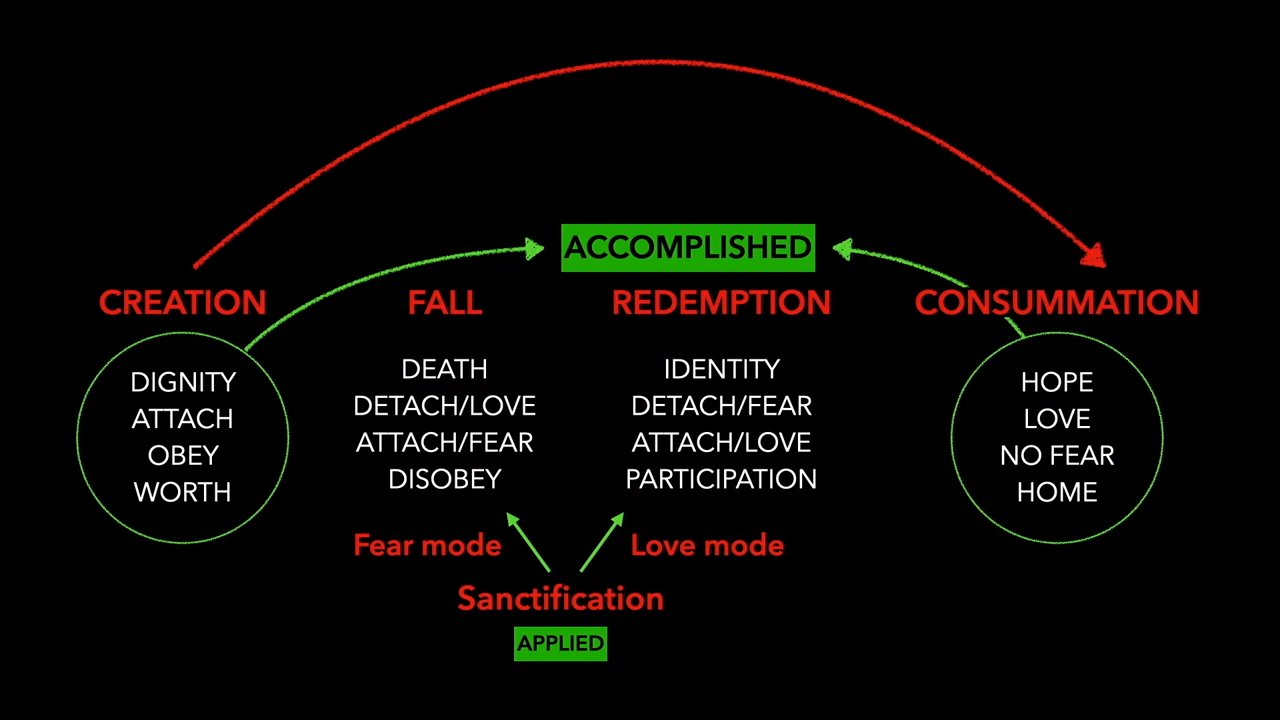 ACCOMPLISHED
CREATION
FALL
REDEMPTION
CONSUMMATION
DIGNITY
ATTACH
OBEY
WORTH
DEATH
DETACH/LOVE
ATTACH/FEAR
DISOBEY
IDENTITY
DETACH/FEAR
ATTACH/LOVE
PARTICIPATION
HOPE
LOVE
NO FEAR
HOME
Fear mode
Love mode
Sanctification
APPLIED